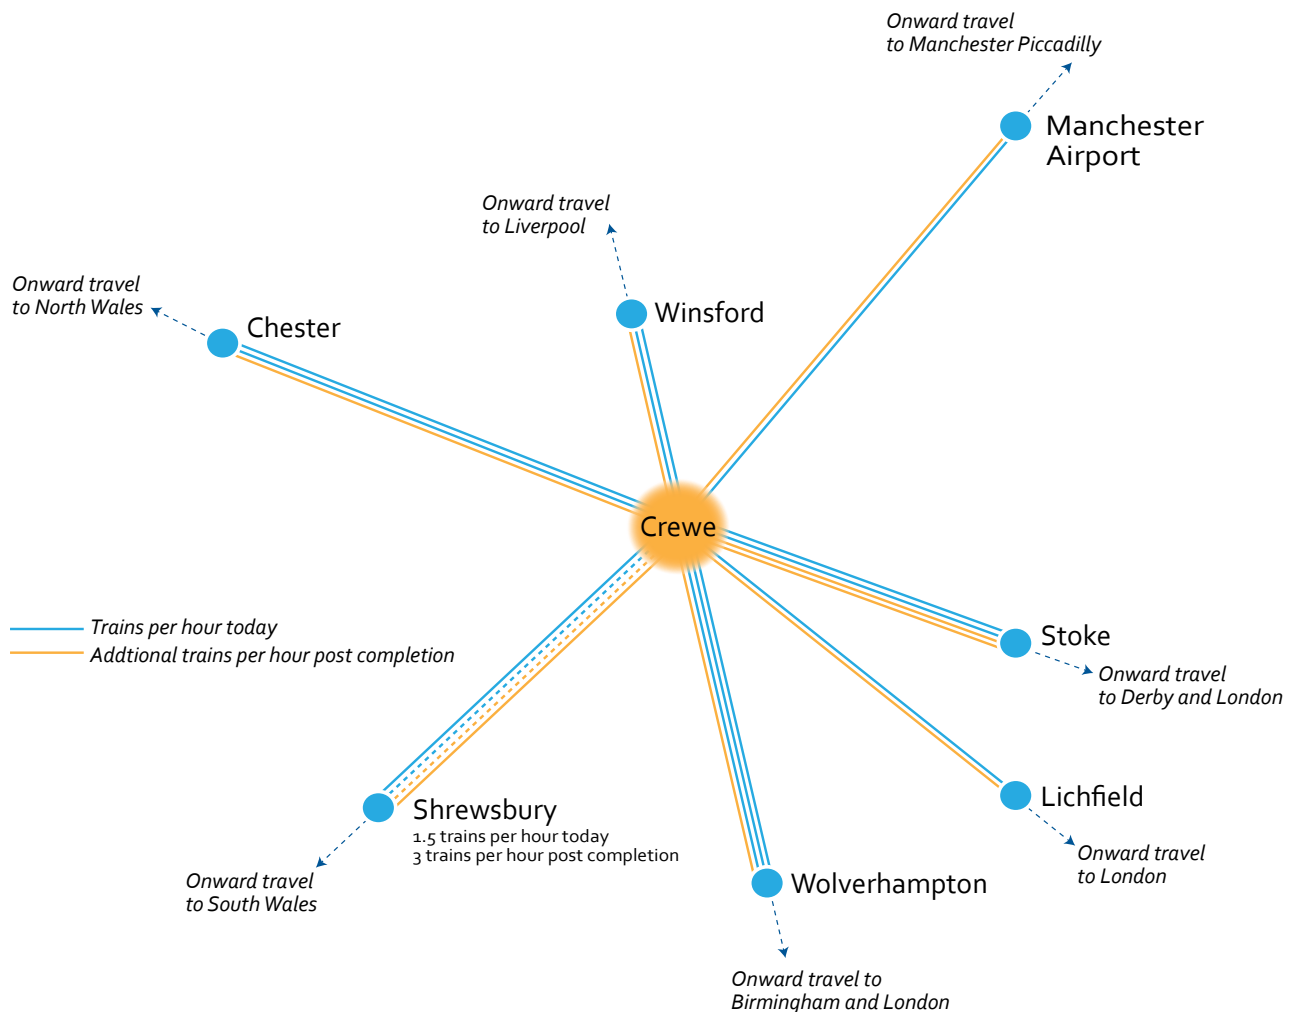 Onward travel
to Manchester Piccadilly
Manchester
Airport
Onward travel
to Liverpool
Onward travel
to North Wales
Winsford
Chester
Crewe
Trains per hour today
Addtional trains per hour post completion
Stoke
Onward travel
to Derby and London
Lichfield
Shrewsbury
1.5 trains per hour today
3 trains per hour post completion
Onward travel
to London
Onward travel
to South Wales
Wolverhampton
Onward travel to
Birmingham and London